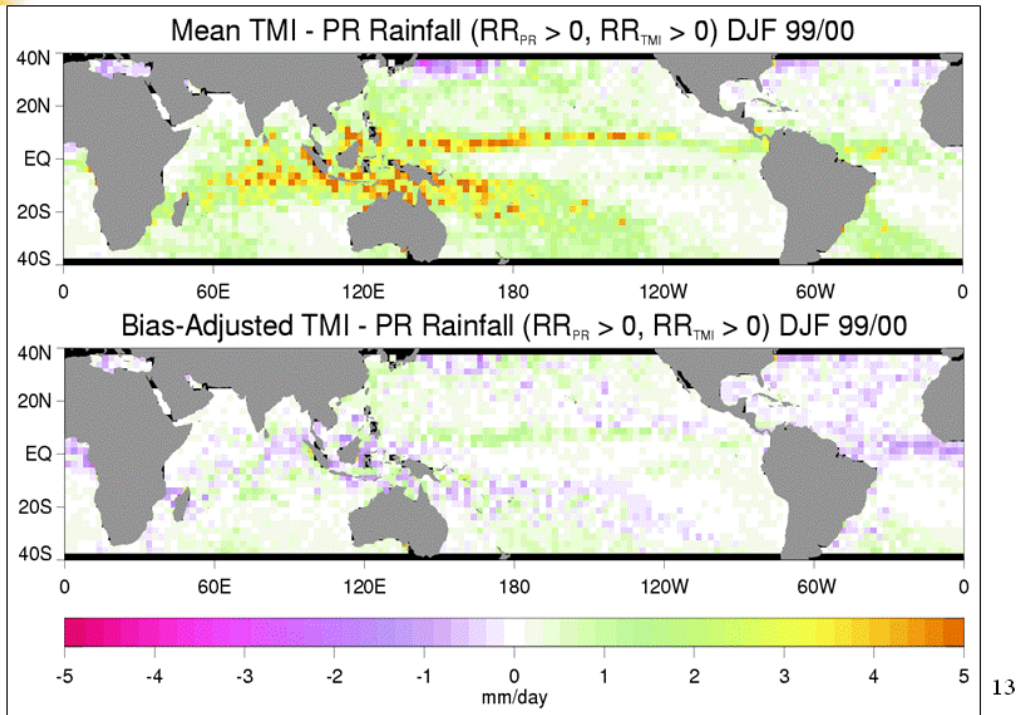 Mean TMI - PR Rainfall (RR_PR > 0, RR_TMI > 0) DJF 99/00
40N
20N
EQ
20S
40S
0 60E 120E 180 120W 60W 0
Bias-Adjusted TMI - PR Rainfall (RR_PR > 0, RR_TMI > 0) DJF 99/00
40N
20N
EQ
20S
40S
0 60E 120E 180 120W 60W 0
-5 -4 -3 -2 -1 0 1 2 3 4 5
mm/day
13